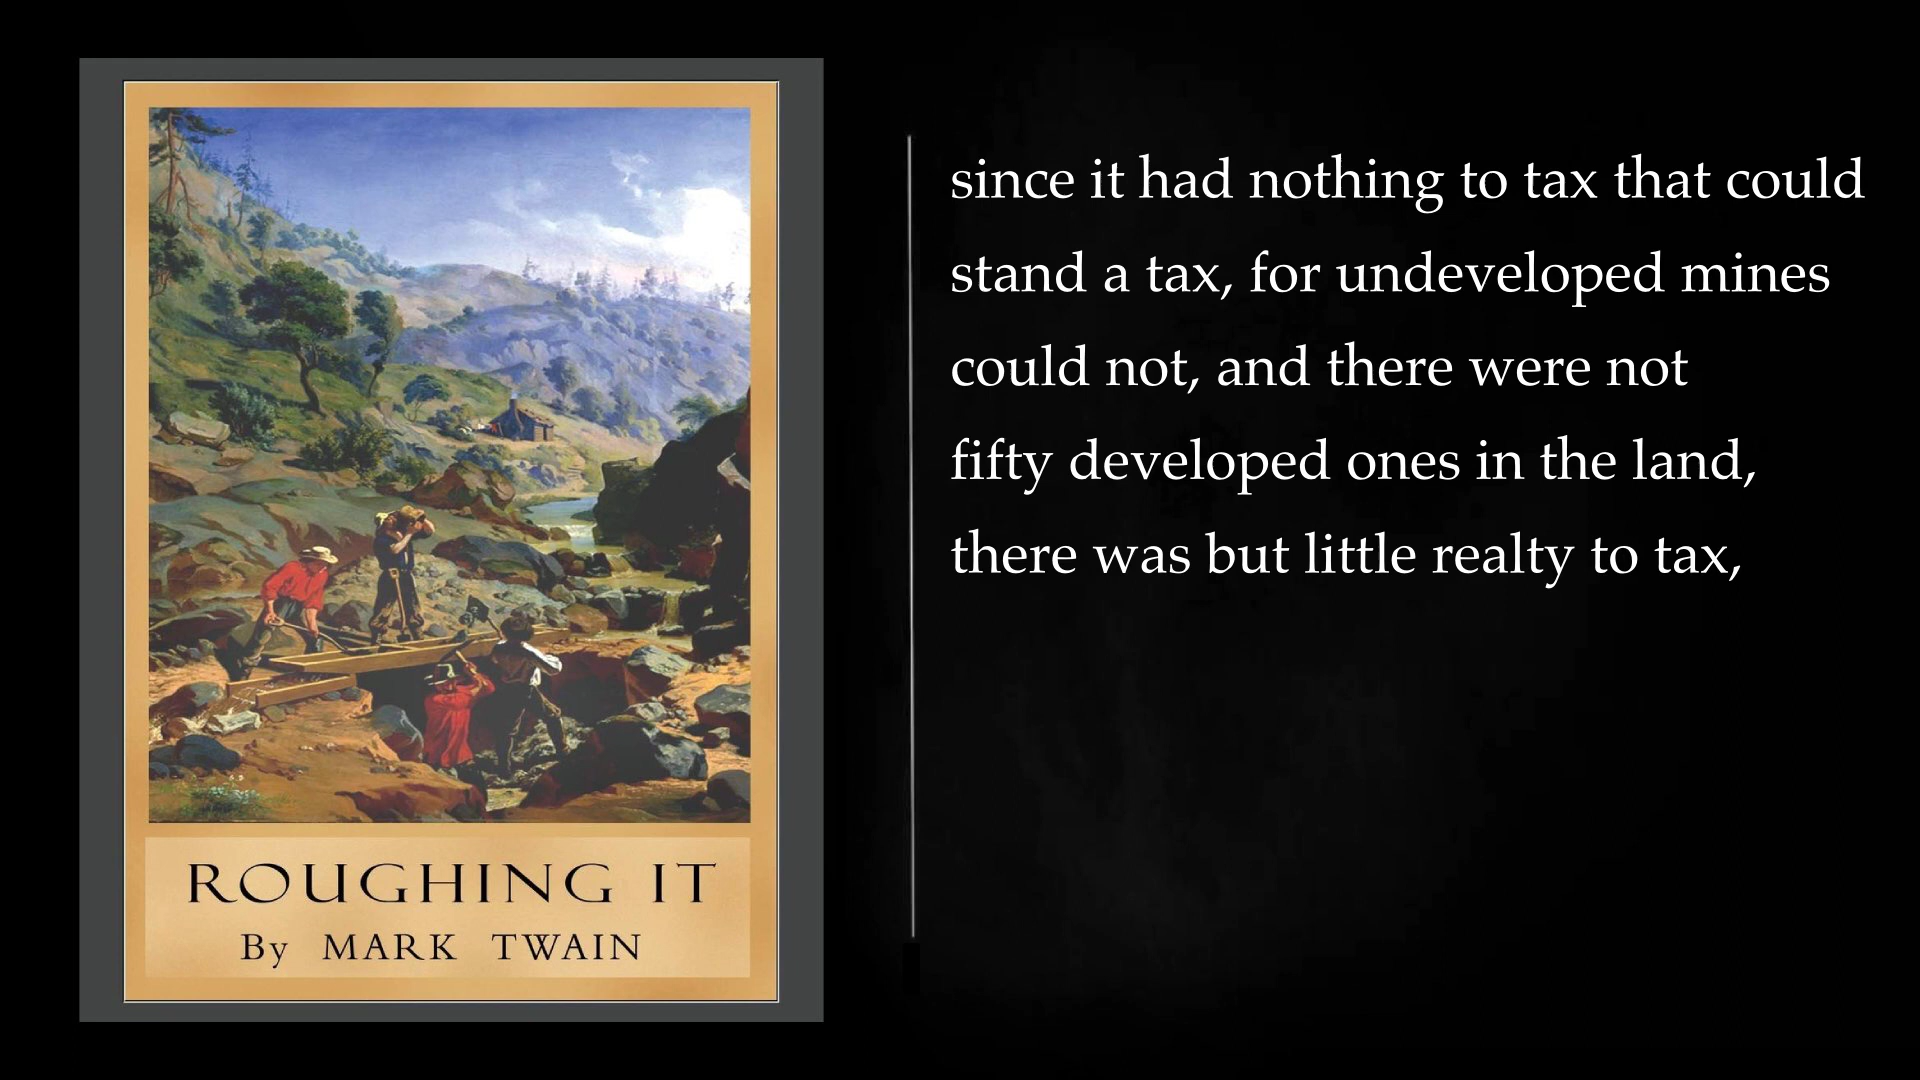 ROUGHING IT
By MARK TWAIN
since it had nothing to tax that could
stand a tax, for undeveloped mines
could not, and there were not
fifty developed ones in the land,
there was but little realty to tax,